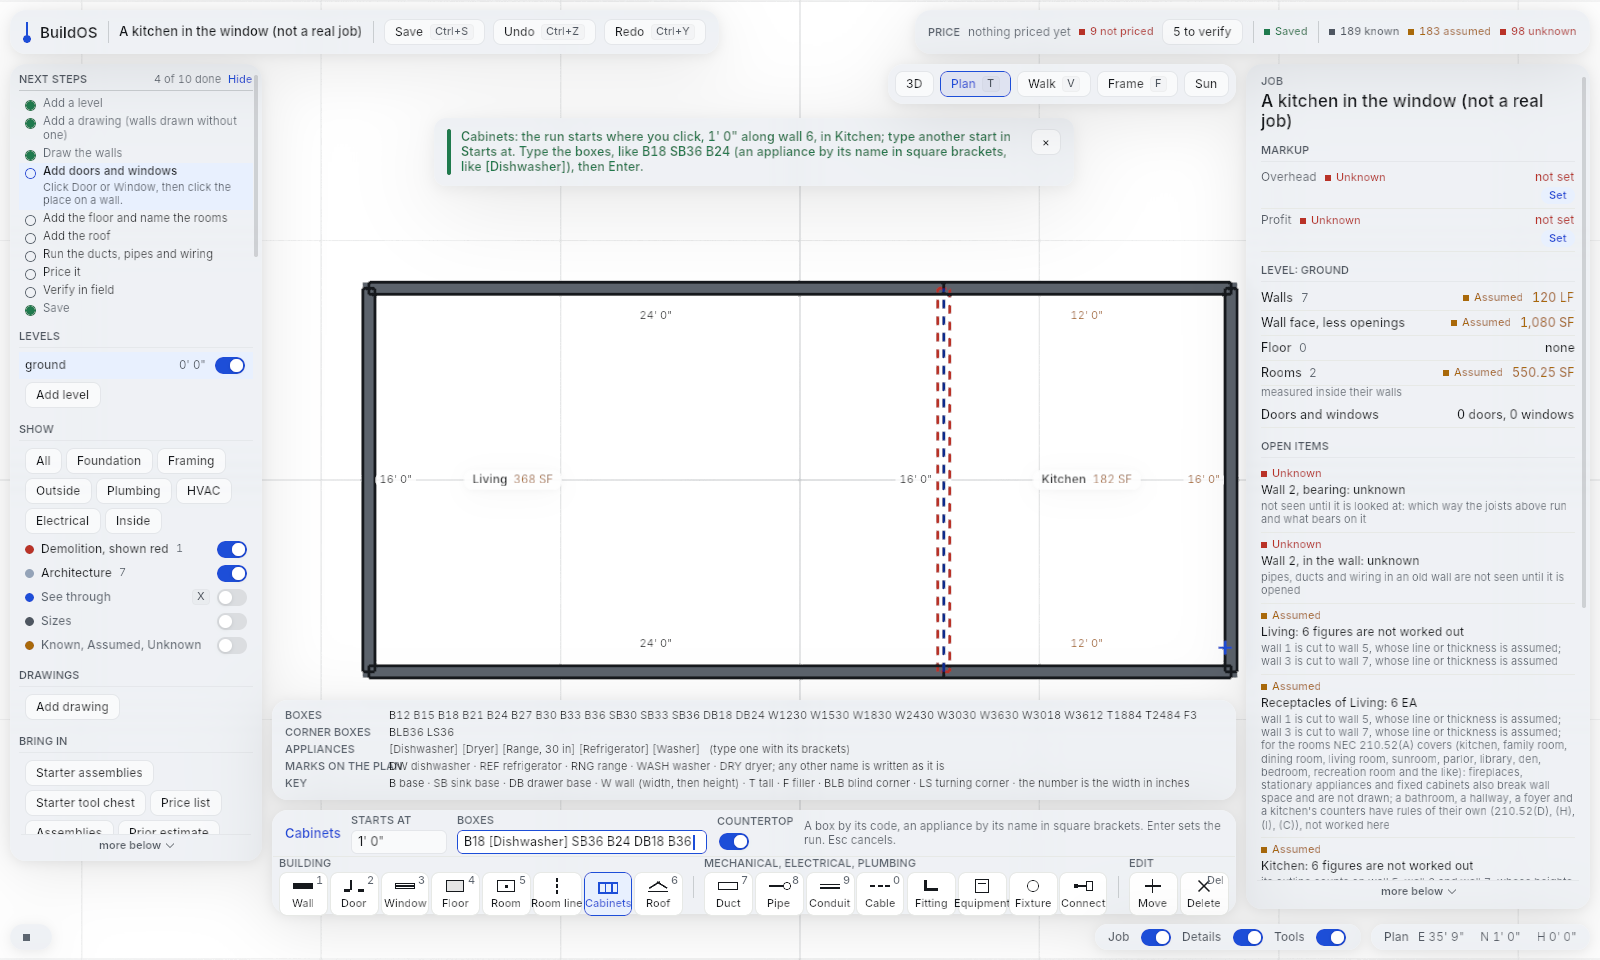 BuildOS
A kitchen in the window (not a real job)
Save Ctrl+S
Undo Ctrl+Z
Redo Ctrl+Y
PRICE nothing priced yet 9 not priced
5 to verify
Saved
189 known 183 assumed 98 unknown
NEXT STEPS 4 of 10 done Hide
Add a level
Add a drawing (walls drawn without
one)
Draw the walls
Add doors and windows
Click Door or Window, then click the
place on a wall.
Add the floor and name the rooms
Add the roof
Run the ducts, pipes and wiring
Price it
Verify in field
Save
LEVELS
ground 0' 0"
Add level
SHOW
All Foundation Framing
Outside Plumbing HVAC
Electrical Inside
Demolition, shown red 1
Architecture 7
See through X
Sizes
Known, Assumed, Unknown
DRAWINGS
Add drawing
BRING IN
Starter assemblies
Starter tool chest Price list
Assemblies Prior estimate
more below
3D Plan T Walk V Frame F Sun
Cabinets: the run starts where you click, 1' 0" along wall 6, in Kitchen; type another start in
Starts at. Type the boxes, like B18 SB36 B24 (an appliance by its name in square brackets,
like [Dishwasher]), then Enter.
×
24' 0" 12' 0"
16' 0" Living 368 SF 16' 0" Kitchen 182 SF 16' 0"
24' 0" 12' 0"
BOXES B12 B15 B18 B21 B24 B27 B30 B33 B36 SB30 SB33 SB36 DB18 DB24 W1230 W1530 W1830 W2430 W3030 W3630 W3018 W3612 T1884 T2484 F3
CORNER BOXES BLB36 LS36
APPLIANCES [Dishwasher] [Dryer] [Range, 30 in] [Refrigerator] [Washer] (type one with its brackets)
MARKS ON THE PLAN DW dishwasher · REF refrigerator · RNG range · WASH washer · DRY dryer; any other name is written as it is
KEY B base · SB sink base · DB drawer base · W wall (width, then height) · T tall · F filler · BLB blind corner · LS turning corner · the number is the width in inches
Cabinets
STARTS AT
1' 0"
BOXES
B18 [Dishwasher] SB36 B24 DB18 B36
COUNTERTOP
A box by its code, an appliance by its name in square brackets. Enter sets the
run. Esc cancels.
BUILDING
Wall 1
Door 2
Window 3
Floor 4
Room 5
Room line
Cabinets
Roof 6
MECHANICAL, ELECTRICAL, PLUMBING
Duct 7
Pipe 8
Conduit 9
Cable 0
Fitting
Equipment
Fixture
Connect
EDIT
Move
Delete Del
JOB
A kitchen in the window (not a real
job)
MARKUP
Overhead Unknown not set
Set
Profit Unknown not set
Set
LEVEL: GROUND
Walls 7 Assumed 120 LF
Wall face, less openings Assumed 1,080 SF
Floor 0 none
Rooms 2 Assumed 550.25 SF
measured inside their walls
Doors and windows 0 doors, 0 windows
OPEN ITEMS
Unknown
Wall 2, bearing: unknown
not seen until it is looked at: which way the joists above run
and what bears on it
Unknown
Wall 2, in the wall: unknown
pipes, ducts and wiring in an old wall are not seen until it is
opened
Assumed
Living: 6 figures are not worked out
wall 1 is cut to wall 5, whose line or thickness is assumed;
wall 3 is cut to wall 7, whose line or thickness is assumed
Assumed
Receptacles of Living: 6 EA
wall 1 is cut to wall 5, whose line or thickness is assumed;
wall 3 is cut to wall 7, whose line or thickness is assumed;
for the rooms NEC 210.52(A) covers (kitchen, family room,
dining room, living room, sunroom, parlor, library, den,
bedroom, recreation room and the like): fireplaces,
stationary appliances and fixed cabinets also break wall
space and are not drawn; a bathroom, a hallway, a foyer and
a kitchen's counters have rules of their own (210.52(D), (H),
(I), (C)), not worked here
Assumed
Kitchen: 6 figures are not worked out
more below
Job Details Tools
Plan E 35' 9" N 1' 0" H 0' 0"